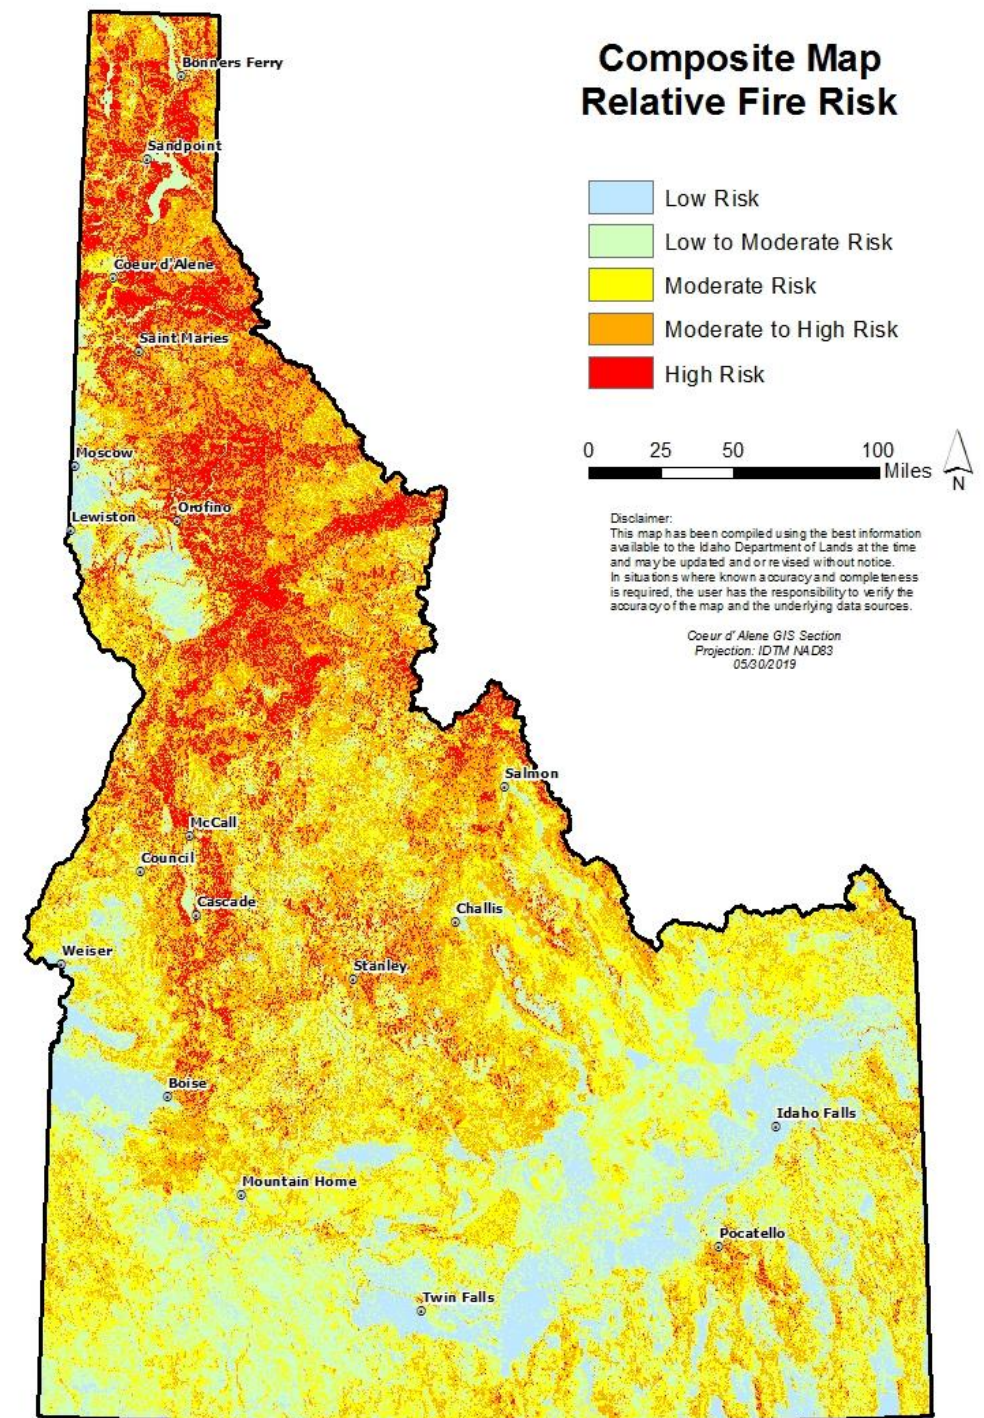 Composite Map
Relative Fire Risk
Low Risk
Low to Moderate Risk
Moderate Risk
Moderate to High Risk
High Risk
0 25 50 100
Miles
N
Disclaimer:
This map has been compiled using the best information
available to the Idaho Department of Lands at the time
and may be updated and or revised without notice.
In situations where known accuracy and completeness
is required, the user has the responsibility to verify the
accuracy of the map and the underlying data sources.
Coeur d' Alene GIS Section
Projection: IDTM NAD83
05/30/2019
Bonners Ferry
Sandpoint
Coeur d'Alene
Saint Maries
Moscow
Orofino
Lewiston
Salmon
McCall
Council
Cascade
Challis
Weiser
Stanley
Boise
Idaho Falls
Mountain Home
Pocatello
Twin Falls